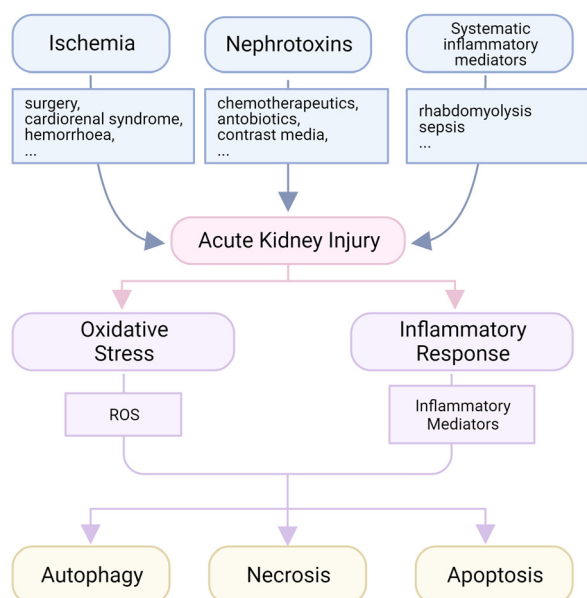 Ischemia
Nephrotoxins
Systematic
inflammatory
mediators
surgery,
cardiorenal syndrome,
hemorrhoea,
...
chemotherapeutics,
antobiotics,
contrast media,
...
rhabdomyolysis
sepsis
...
Acute Kidney Injury
Oxidative
Stress
Inflammatory
Response
ROS
Inflammatory
Mediators
Autophagy
Necrosis
Apoptosis